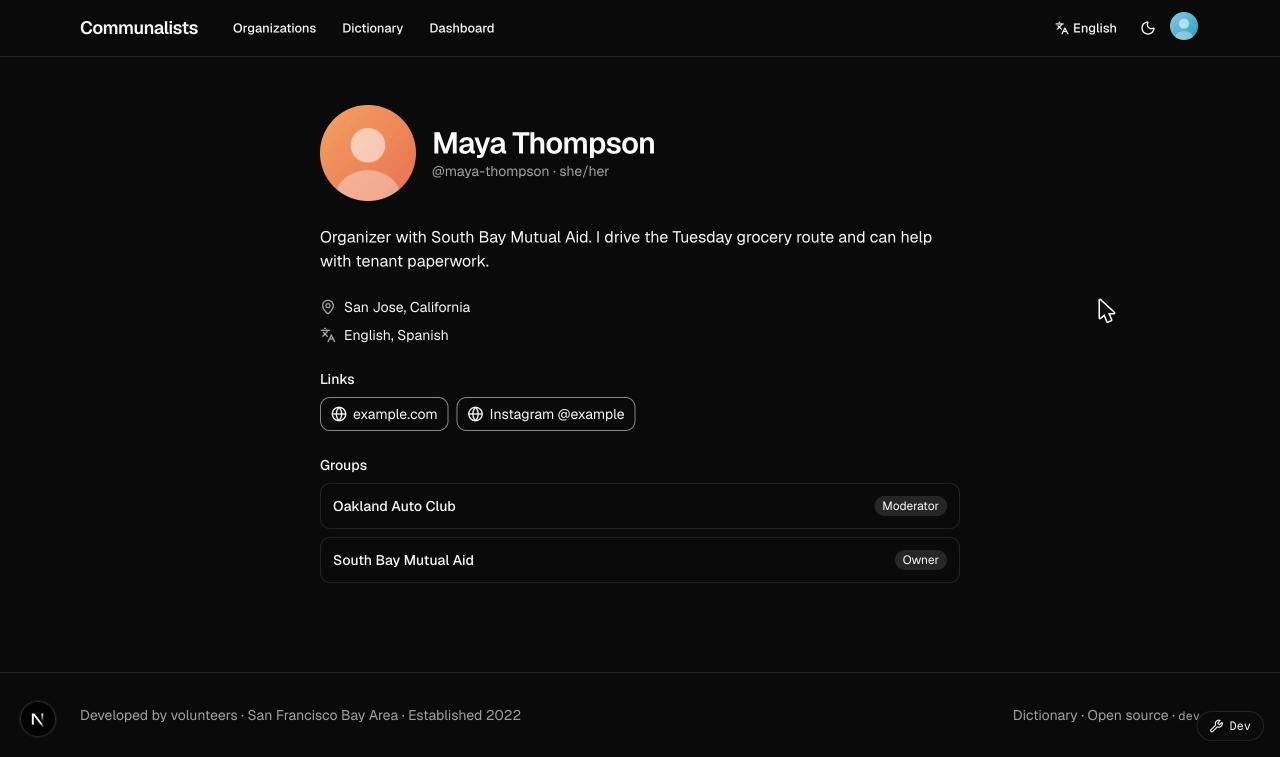 Communalists
Organizations
Dictionary
Dashboard
English
Maya Thompson
@maya-thompson · she/her
Organizer with South Bay Mutual Aid. I drive the Tuesday grocery route and can help
with tenant paperwork.
San Jose, California
English, Spanish
Links
example.com
Instagram @example
Groups
Oakland Auto Club
Moderator
South Bay Mutual Aid
Owner
N
Developed by volunteers · San Francisco Bay Area · Established 2022
Dictionary · Open source · dev
Dev